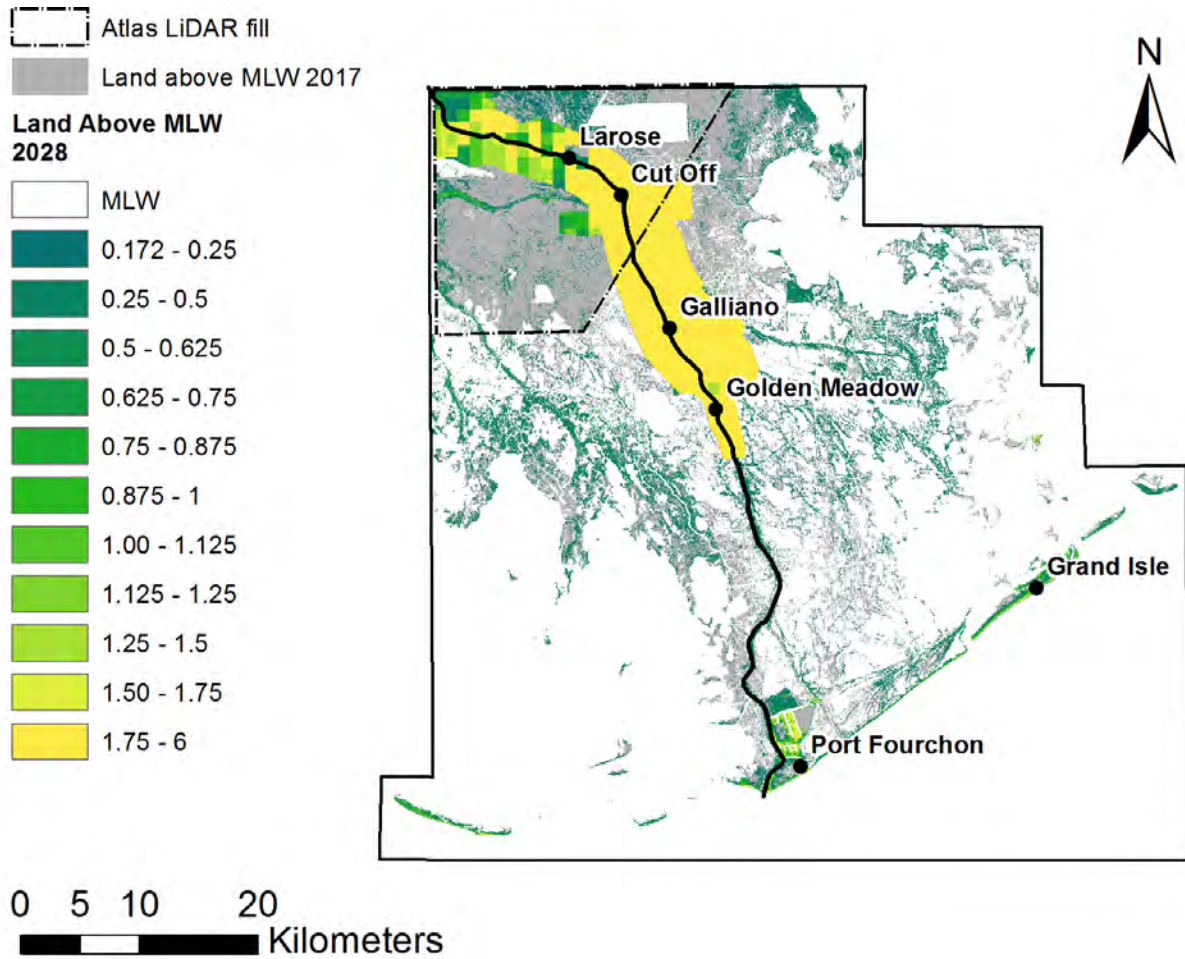 Atlas LiDAR fill
Land above MLW 2017
Land Above MLW
2028
MLW
0.172 - 0.25
0.25 - 0.5
0.5 - 0.625
0.625 - 0.75
0.75 - 0.875
0.875 - 1
1.00 - 1.125
1.125 - 1.25
1.25 - 1.5
1.50 - 1.75
1.75 - 6
N
Larose
Cut Off
Galliano
Golden Meadow
Grand Isle
Port Fourchon
0 5 10 20
Kilometers